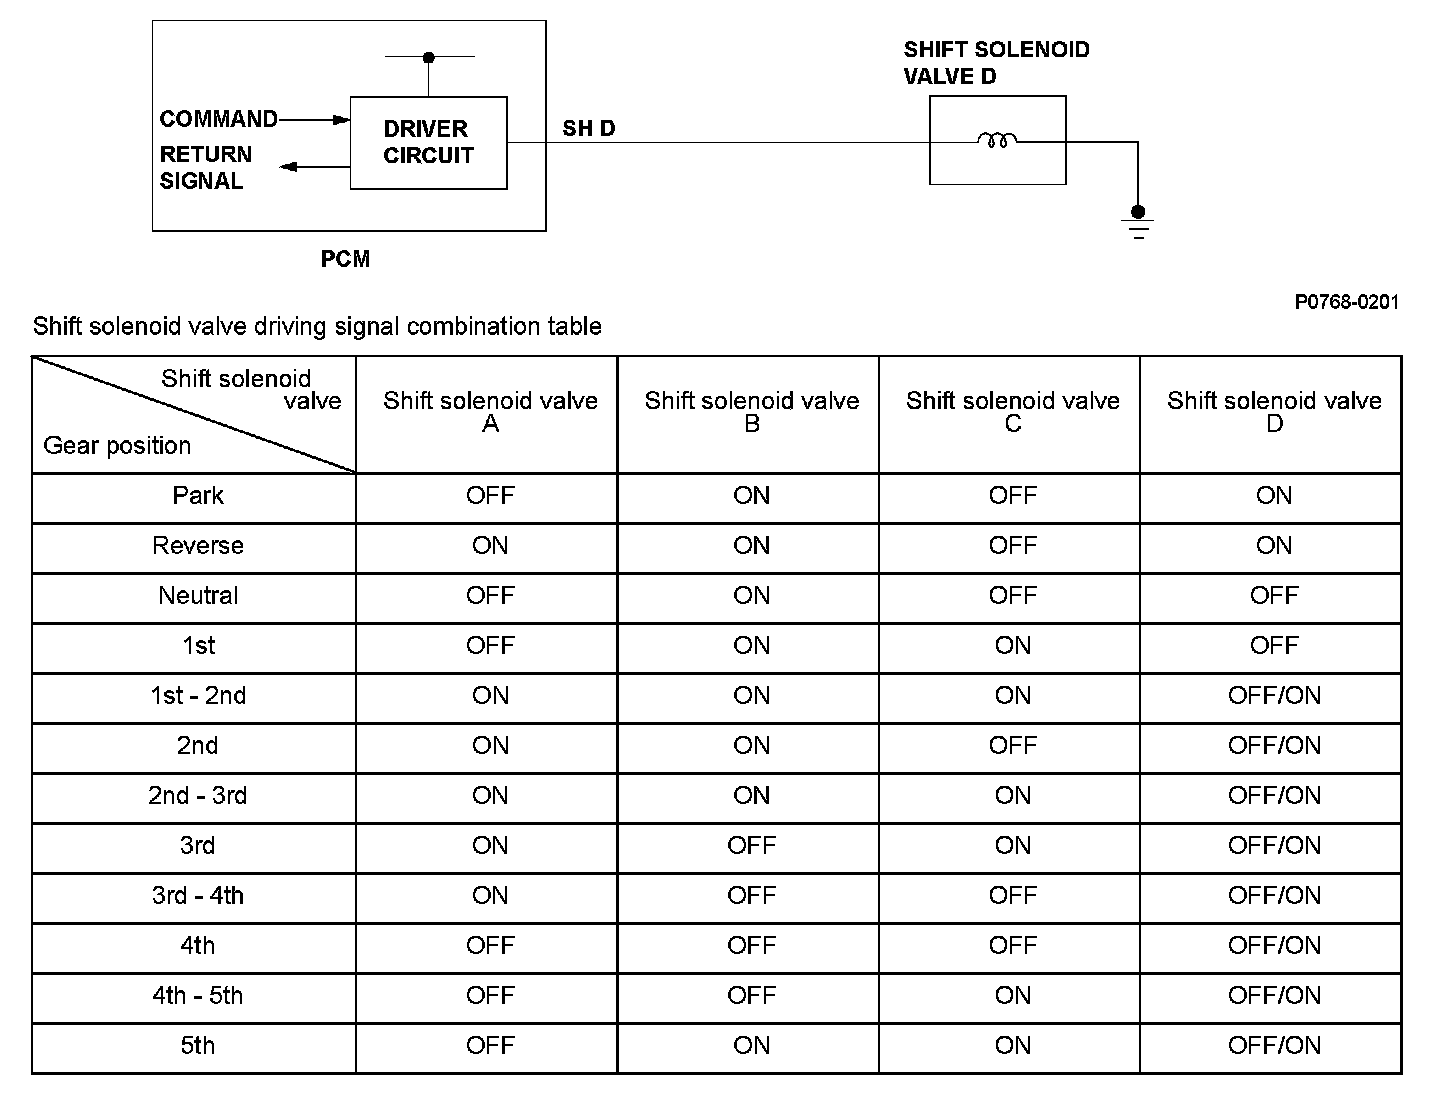 SHIFT SOLENOID
VALVE D
COMMAND
RETURN
SIGNAL
DRIVER
CIRCUIT
SH D
PCM
P0768-0201
Shift solenoid valve driving signal combination table
Shift solenoid
valve
Gear position
Shift solenoid valve
A
Shift solenoid valve
B
Shift solenoid valve
C
Shift solenoid valve
D
Park OFF ON OFF ON
Reverse ON ON OFF ON
Neutral OFF ON OFF OFF
1st OFF ON ON OFF
1st - 2nd ON ON ON OFF/ON
2nd ON ON OFF OFF/ON
2nd - 3rd ON ON ON OFF/ON
3rd ON OFF ON OFF/ON
3rd - 4th ON OFF OFF OFF/ON
4th OFF OFF OFF OFF/ON
4th - 5th OFF OFF ON OFF/ON
5th OFF ON ON OFF/ON